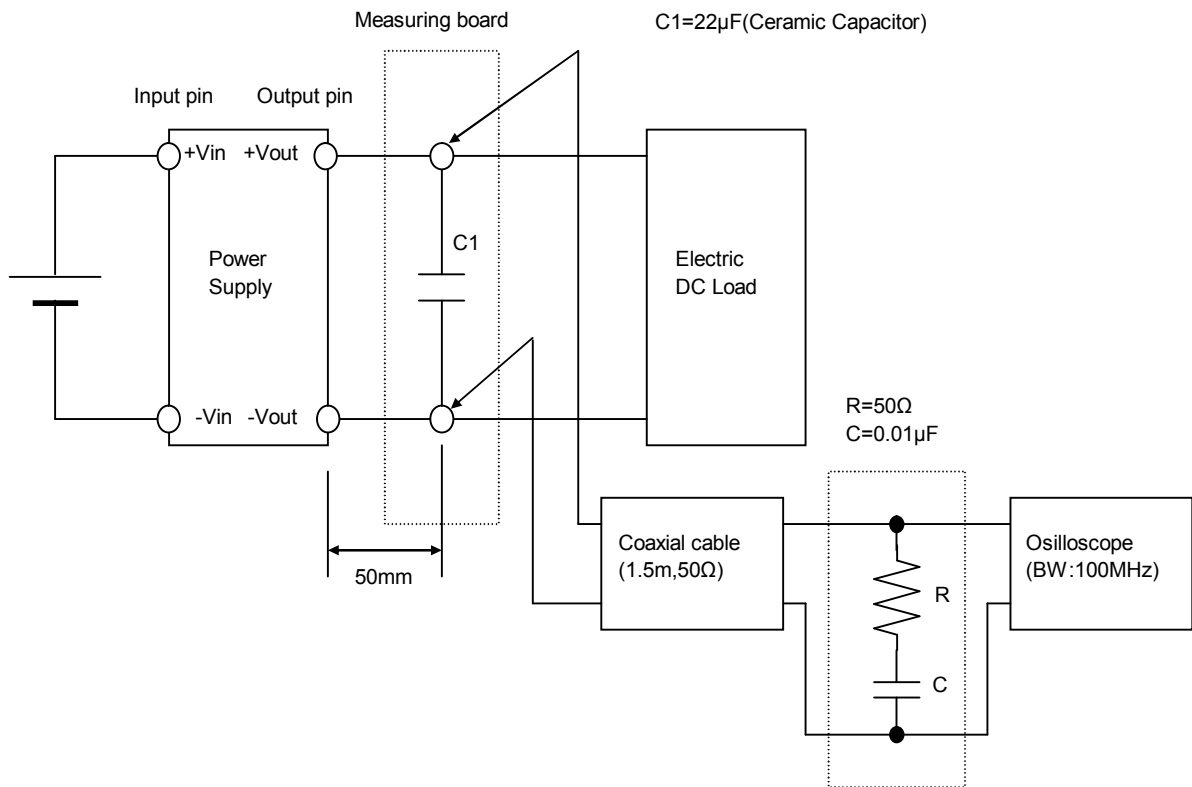 Measuring board
C1=22µF(Ceramic Capacitor)
Input pin
Output pin
+Vin
+Vout
C1
Power
Supply
Electric
DC Load
-Vin
-Vout
R=50Ω
C=0.01µF
50mm
Coaxial cable
(1.5m,50Ω)
R
C
Osilloscope
(BW:100MHz)